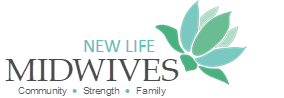 NEW LIFE
MIDWIVES
Community • Strength • Family